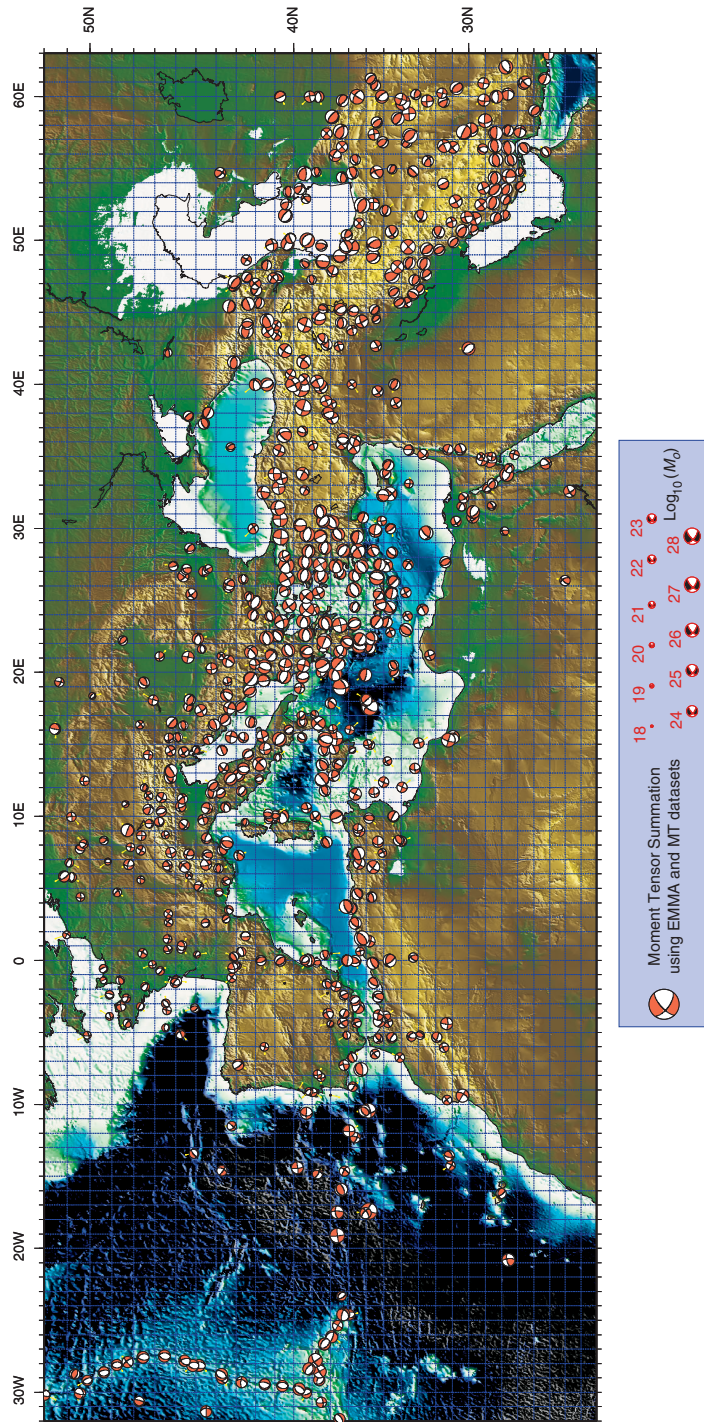 50N
40N
30N
60E
50E
40E
30E
20E
10E
0
10W
20W
30W
18 19 20 21 22 23
24 25 26 27 28 Log10(Mo)
Moment Tensor Summation
using EMMA and MT datasets